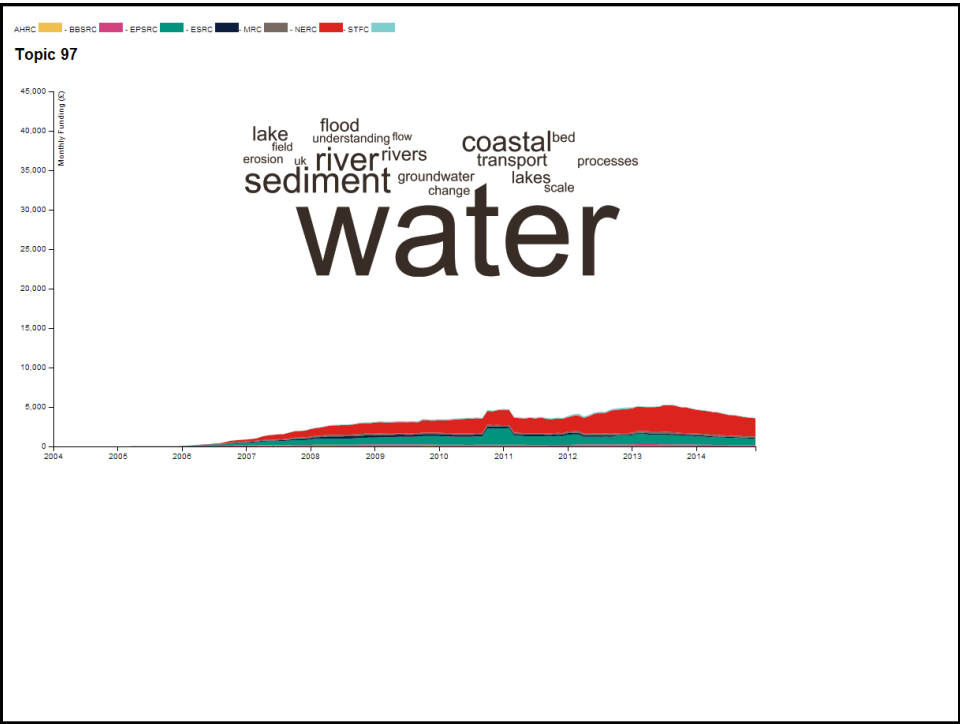 AHRC - BBSRC - EPSRC - ESRC - MRC - NERC - STFC
Topic 97
Monthly Funding (£)
45,000
40,000
35,000
30,000
25,000
20,000
15,000
10,000
5,000
0
lake flood coastal bed
field understanding flow
erosion uk river rivers transport processes
sediment groundwater lakes
change scale
water
2004 2005 2006 2007 2008 2009 2010 2011 2012 2013 2014